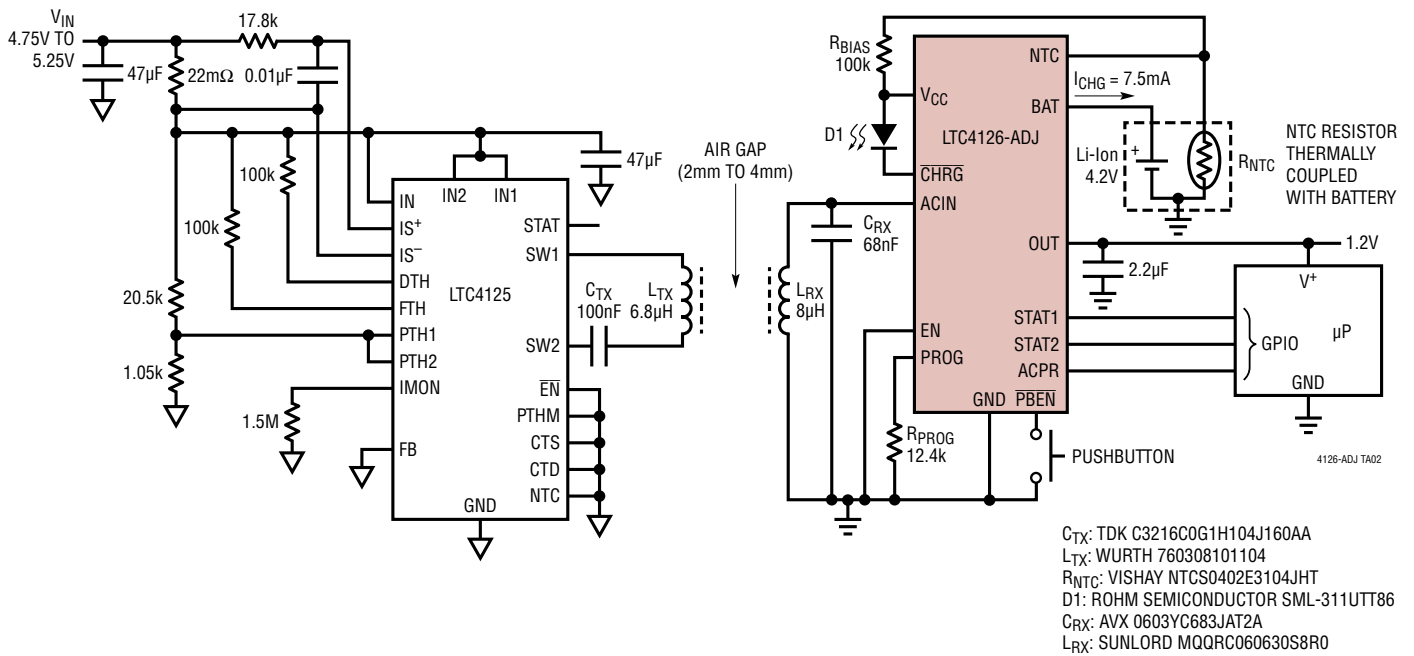 VIN
4.75V TO
5.25V
47µF
22mΩ
17.8k
0.01µF
100k
100k
20.5k
1.05k
1.5M
47µF
IN2
IN1
IN
IS+
IS−
DTH
FTH
PTH1
PTH2
IMON
FB
LTC4125
STAT
SW1
SW2
EN
PTHM
CTS
CTD
NTC
GND
CTX
100nF
LTX
6.8µH
AIR GAP
(2mm TO 4mm)
LRX
8µH
CRX
68nF
RBIAS
100k
D1
LTC4126-ADJ
VCC
CHRG
ACIN
EN
PROG
GND
PBEN
NTC
BAT
OUT
STAT1
STAT2
ACPR
RPROG
12.4k
PUSHBUTTON
ICHG = 7.5mA
Li-Ion
4.2V
+
RNTC
NTC RESISTOR
THERMALLY
COUPLED
WITH BATTERY
1.2V
2.2µF
V+
GPIO
µP
GND
4126-ADJ TA02
CTX: TDK C3216C0G1H104J160AA
LTX: WURTH 760308101104
RNTC: VISHAY NTCS0402E3104JHT
D1: ROHM SEMICONDUCTOR SML-311UTT86
CRX: AVX 0603YC683JAT2A
LRX: SUNLORD MQQRC060630S8R0